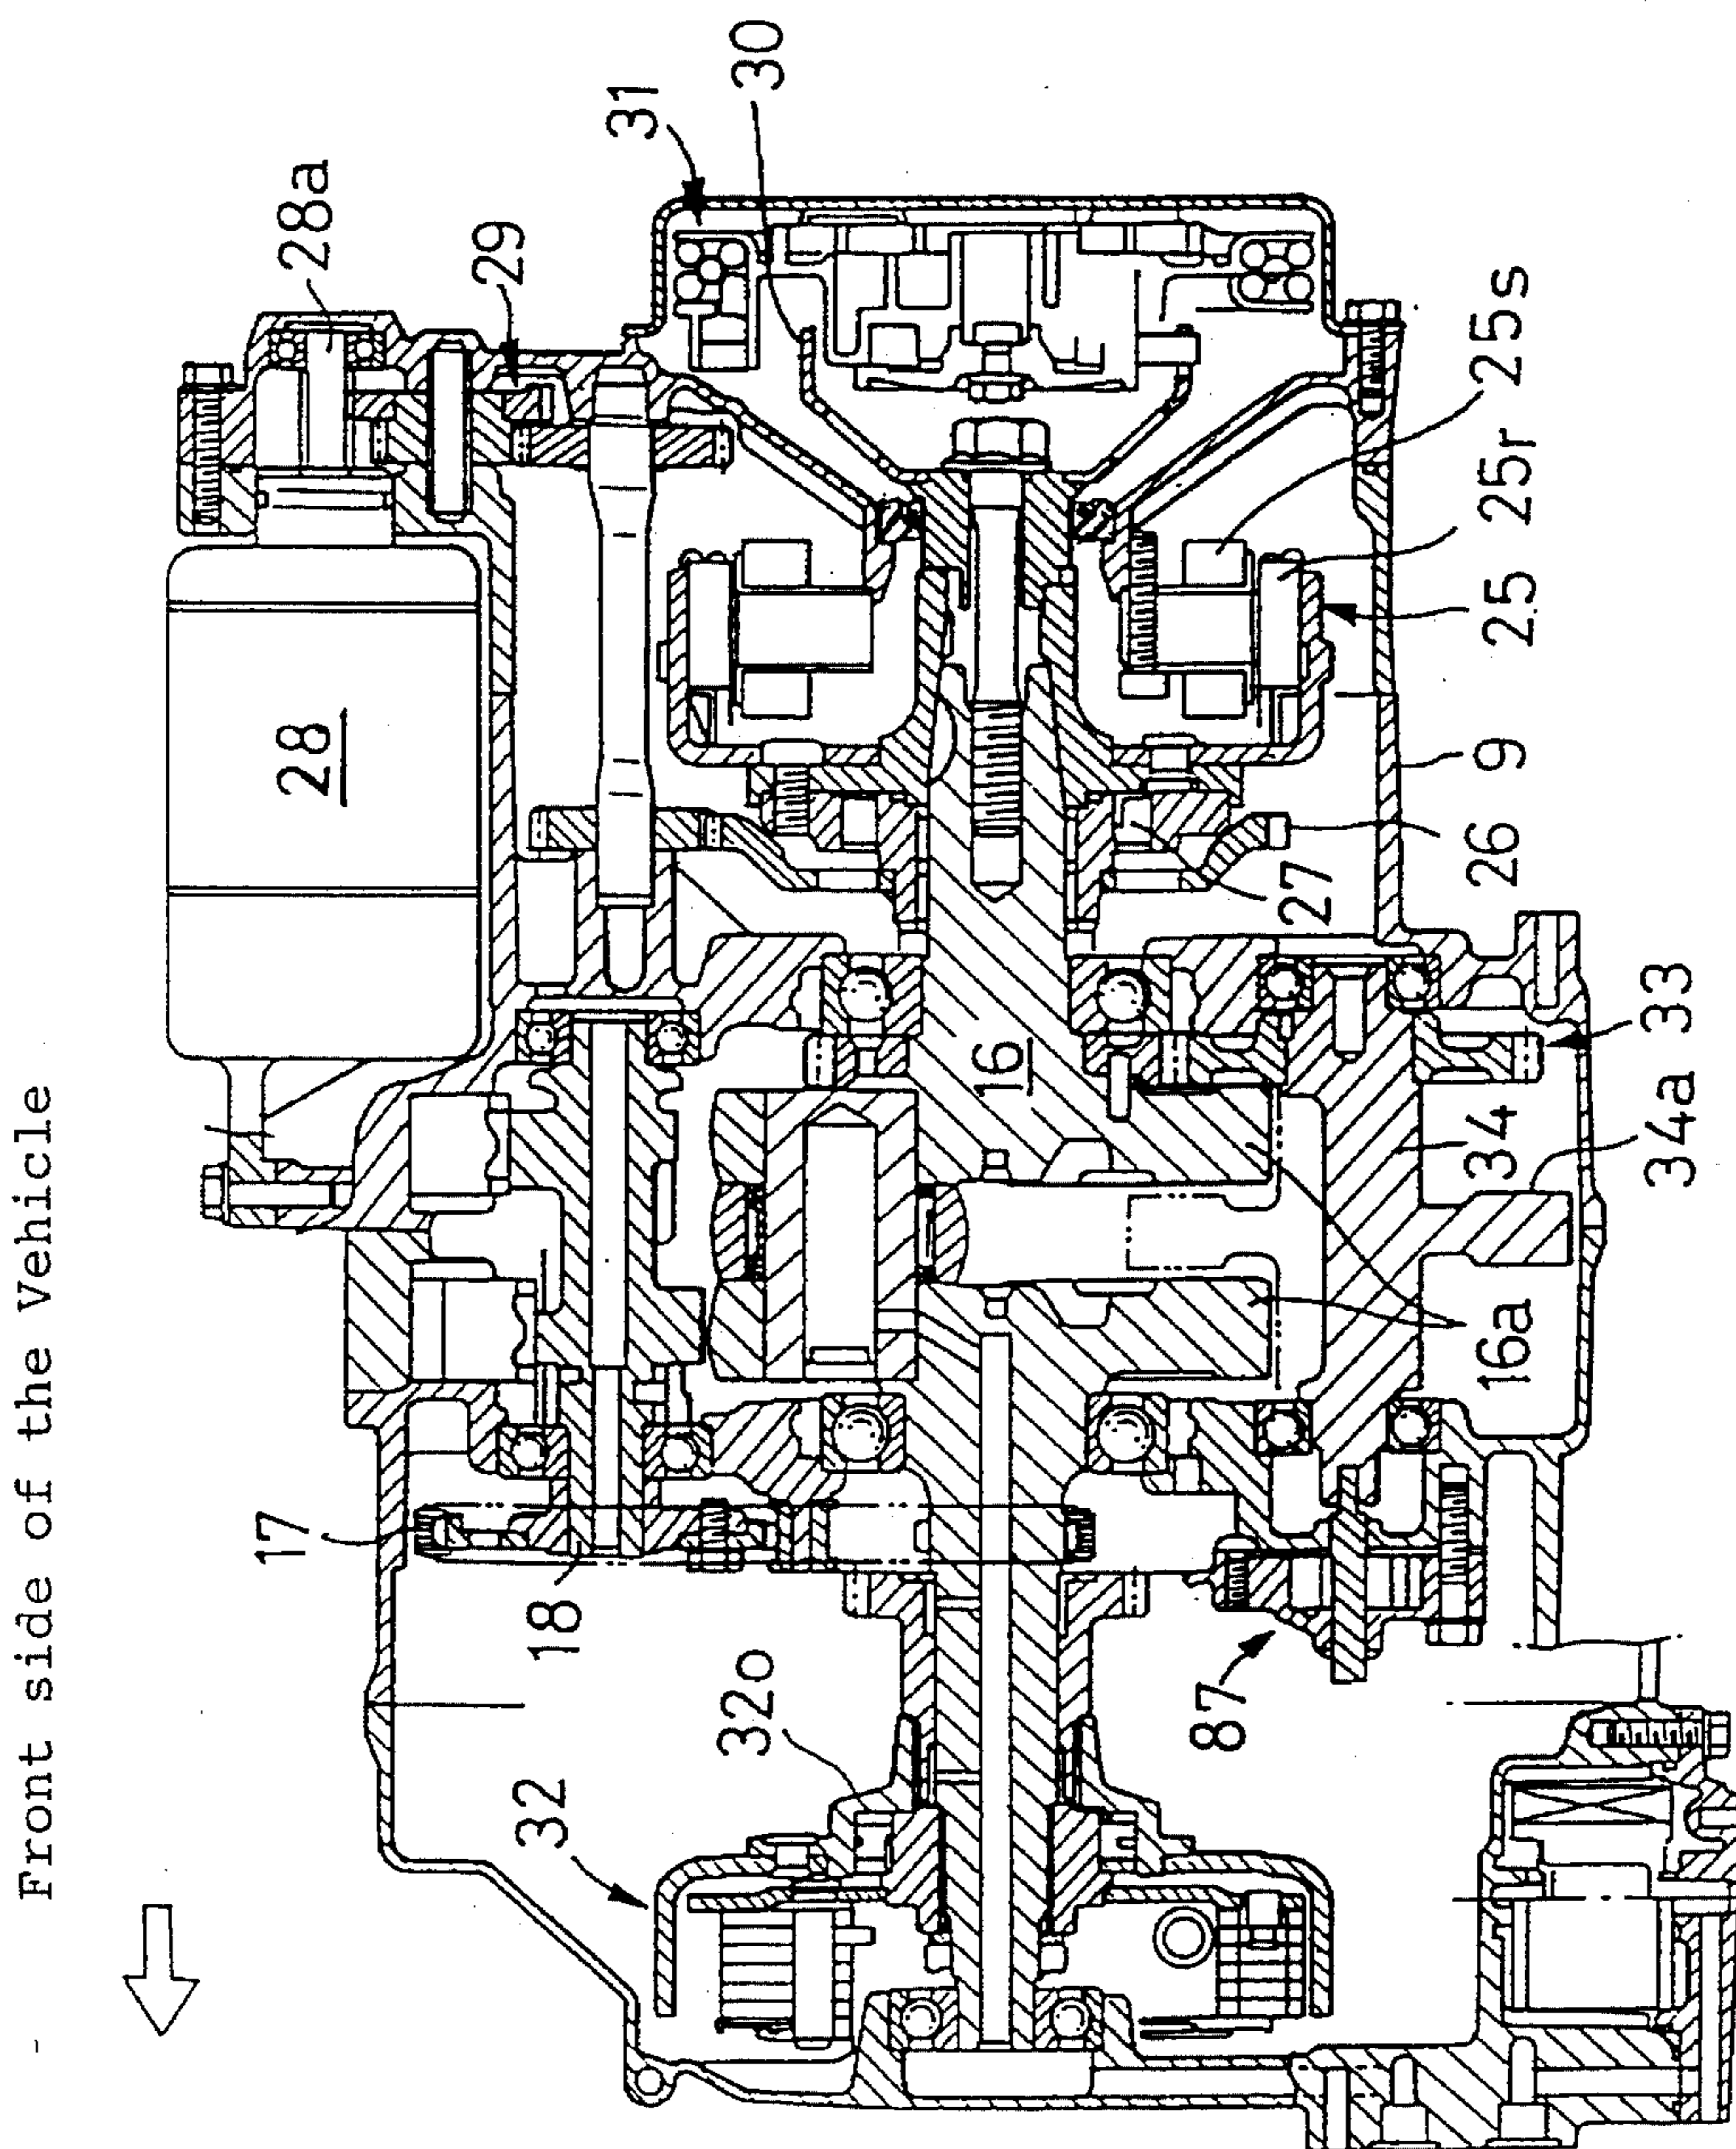 Front side of the Vehicle
30
31
28a
29
25s
25r
25
28
9
26
27
33
16
34
34a
16a
17
18
87
32o
32